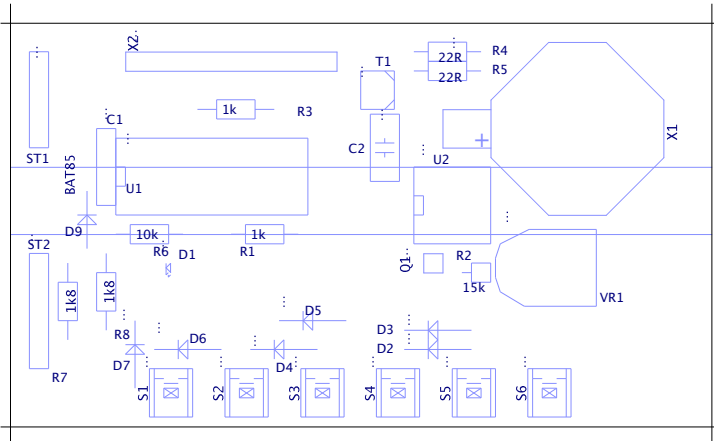 X2
T1
22R
R4
22R
R5
1k
R3
C1
X1
ST1
BAT85
C2
U2
U1
D9
10k
1k
ST2
R6
D1
R1
Q1
R2
15k
1k8
1k8
VR1
D5
R8
D6
D3
D7
D4
D2
R7
S1
S2
S3
S4
S5
S6